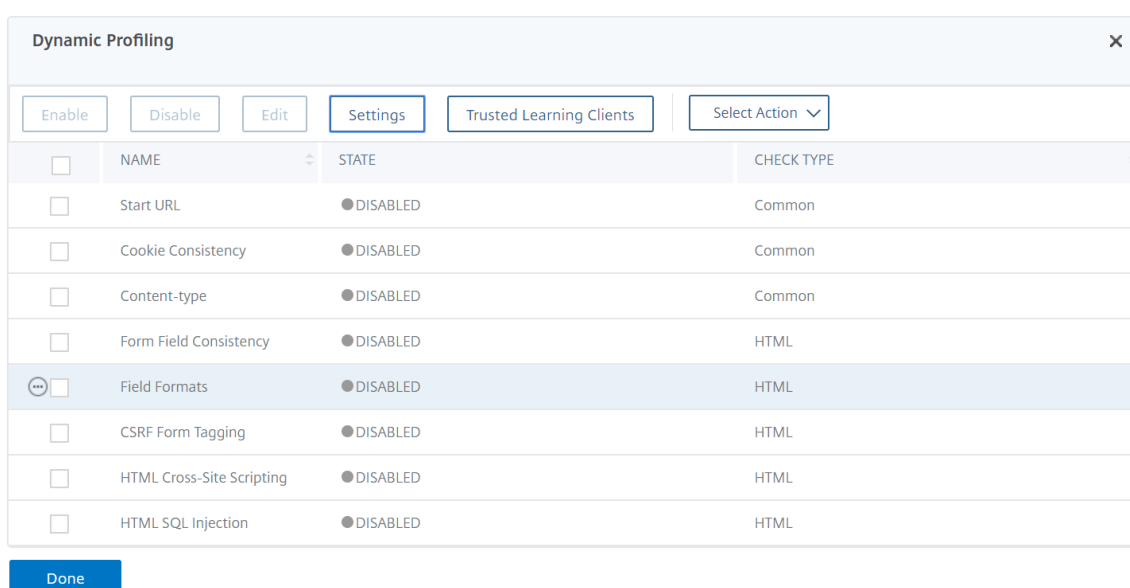 Dynamic Profiling
Enable Disable Edit Settings Trusted Learning Clients Select Action
NAME STATE CHECK TYPE
Start URL DISABLED Common
Cookie Consistency DISABLED Common
Content-type DISABLED Common
Form Field Consistency DISABLED HTML
Field Formats DISABLED HTML
CSRF Form Tagging DISABLED HTML
HTML Cross-Site Scripting DISABLED HTML
HTML SQL Injection DISABLED HTML
Done